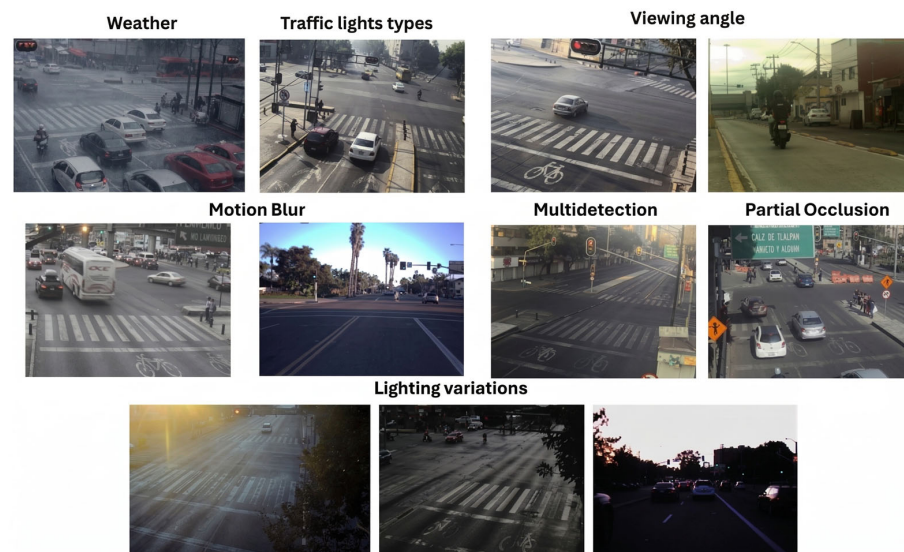 Weather
Traffic lights types
Viewing angle
Motion Blur
Multidetection
Partial Occlusion
CALZ DE TLALPAN
Lighting variations